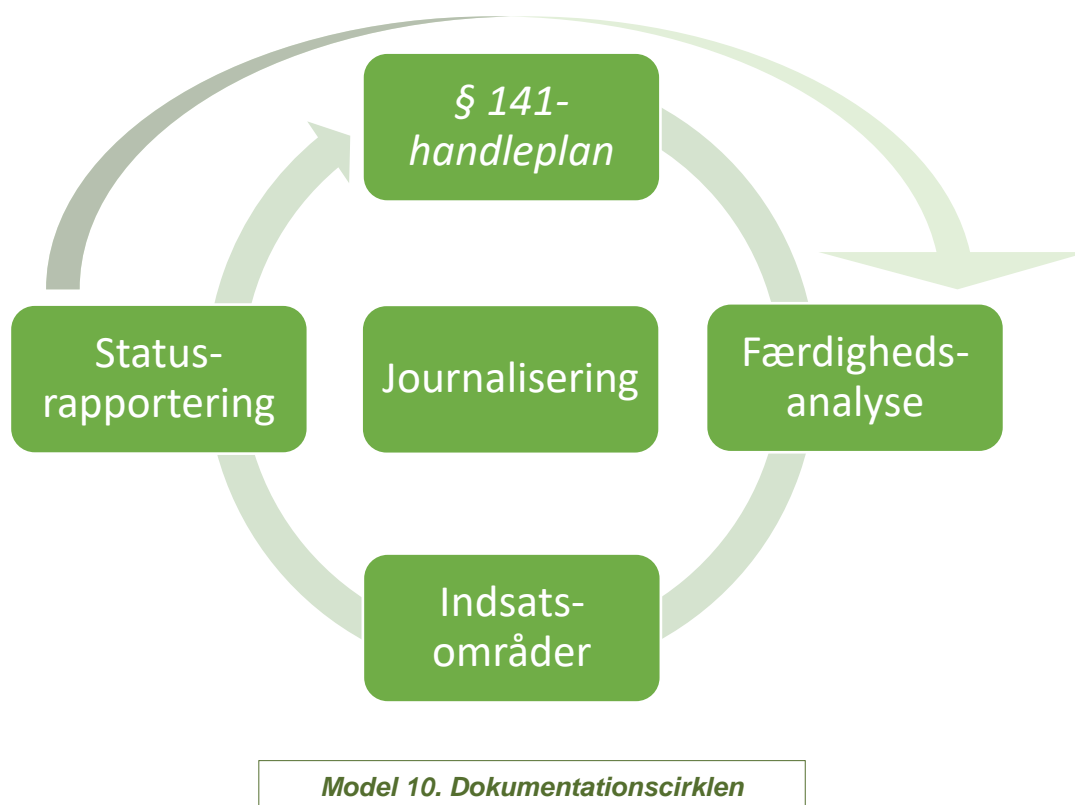 § 141-
handleplan
Status-
rapportering
Journalisering
Færdigheds-
analyse
Indsats-
områder
Model 10. Dokumentationscirklen